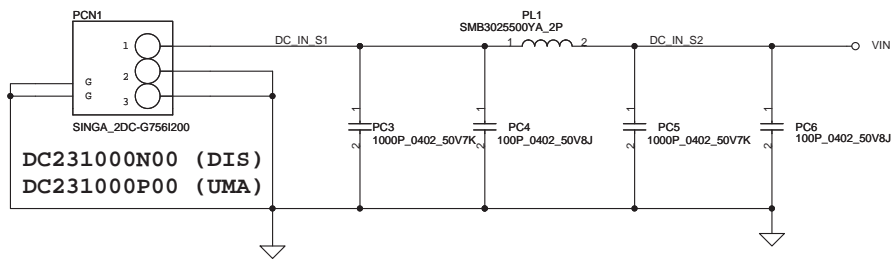 PCN1
1
2
3
G
G
SINGA_2DC-G756I200
DC231000N00 (DIS)
DC231000P00 (UMA)
DC_IN_S1
PL1
SMB3025500YA_2P
1
2
DC_IN_S2
VIN
1
2
PC3
1000P_0402_50V7K
1
2
PC4
100P_0402_50V8J
1
2
PC5
1000P_0402_50V7K
1
2
PC6
100P_0402_50V8J